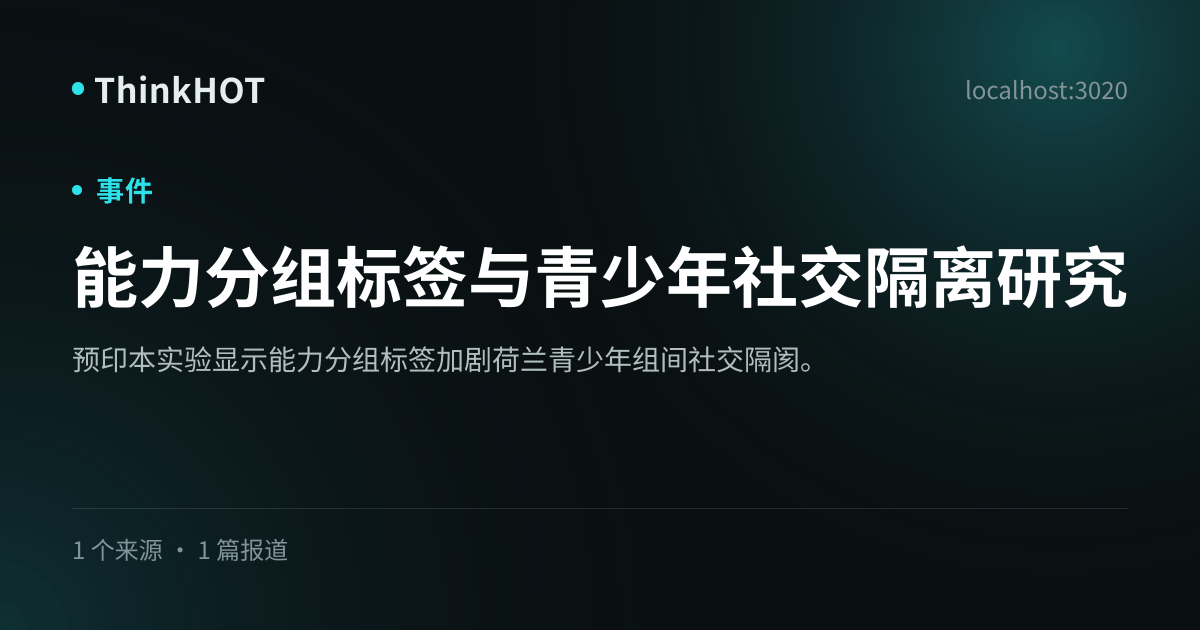 ThinkHOT
localhost:3020
事件
能力分组标签与青少年社交隔离研究
预印本实验显示能力分组标签加剧荷兰青少年组间社交隔阂。
1 个来源 · 1 篇报道